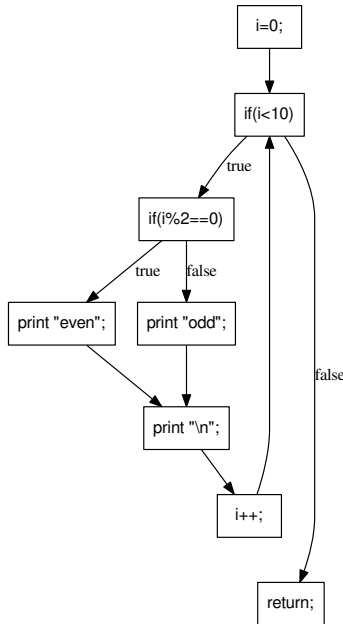 i=0;
if(i<10)
true
if(i%2==0)
true
false
print "even";
print "odd";
false
print "\n";
i++;
return;